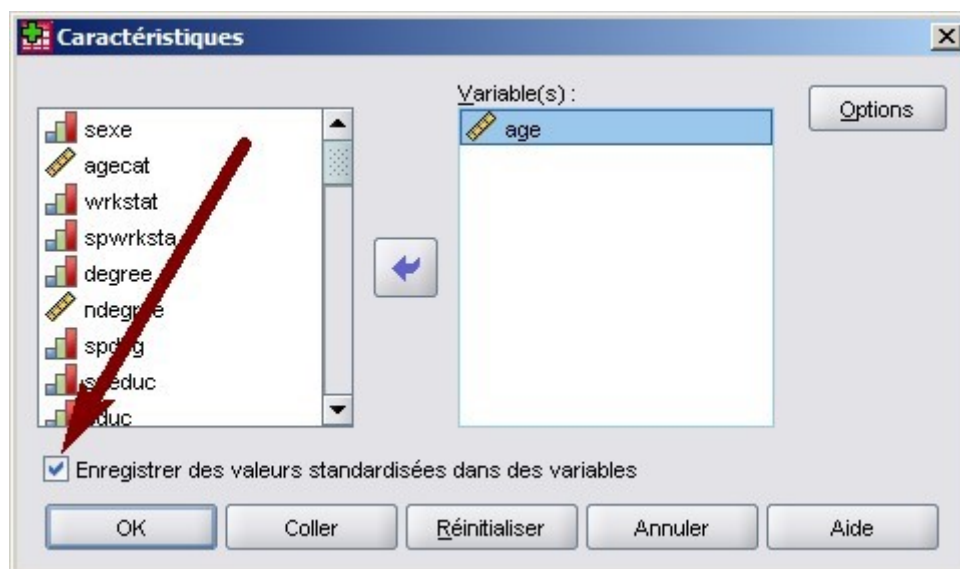 Caractéristiques
Variable(s) :
Options
sexe
agecat
wrkstat
spwrksta
degree
age
Enregistrer des valeurs standardisées dans des variables
OK
Coller
Réinitialiser
Annuler
Aide